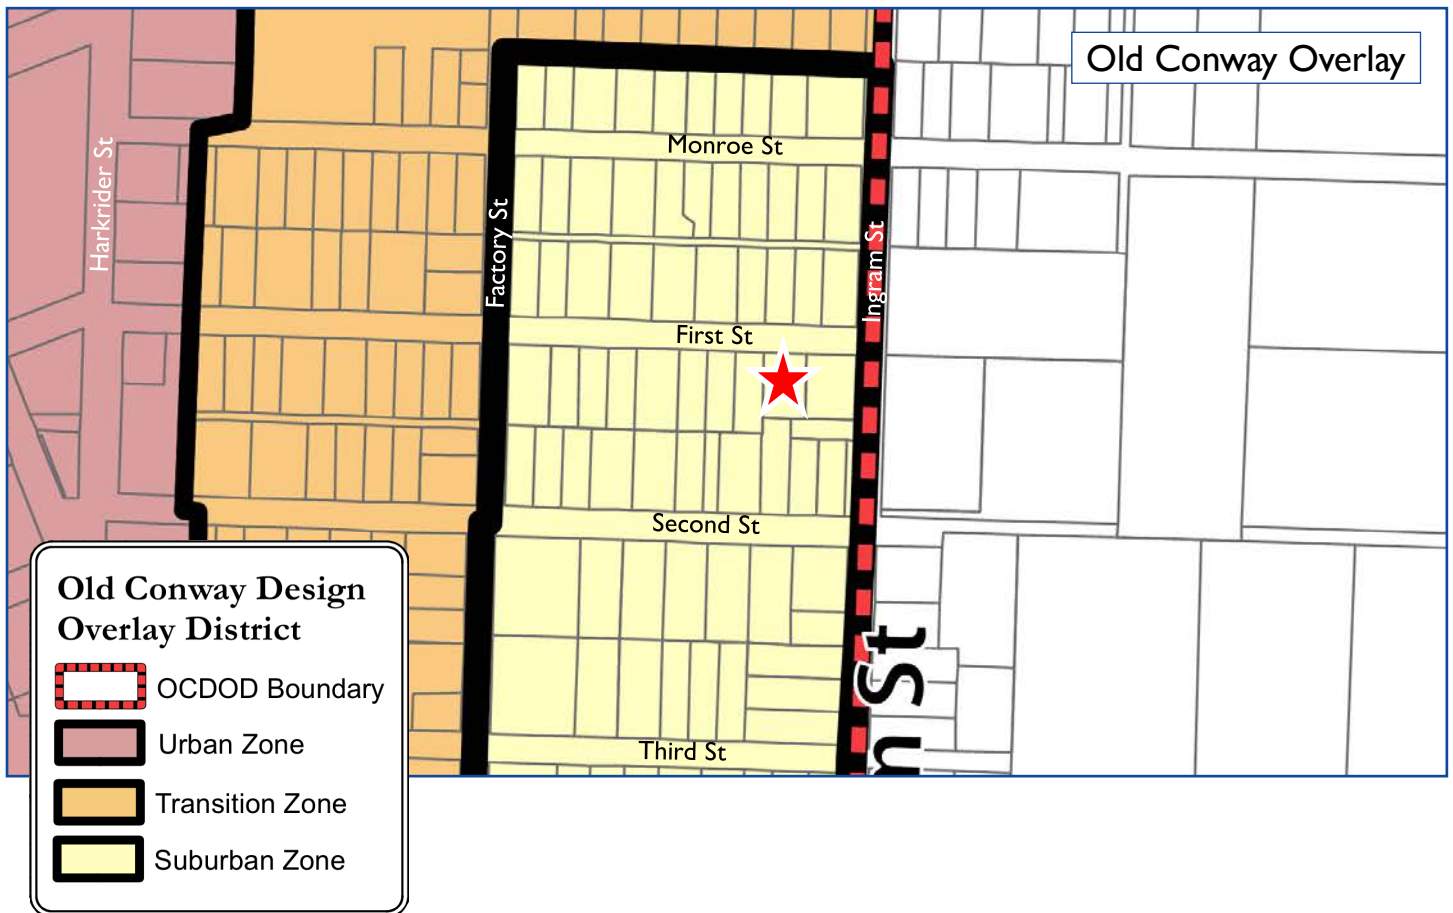 Old Conway Overlay
Harkrider St
Monroe St
Factory St
Ingram St
First St
Second St
n St
Third St
Old Conway Design
Overlay District
OCDOD Boundary
Urban Zone
Transition Zone
Suburban Zone